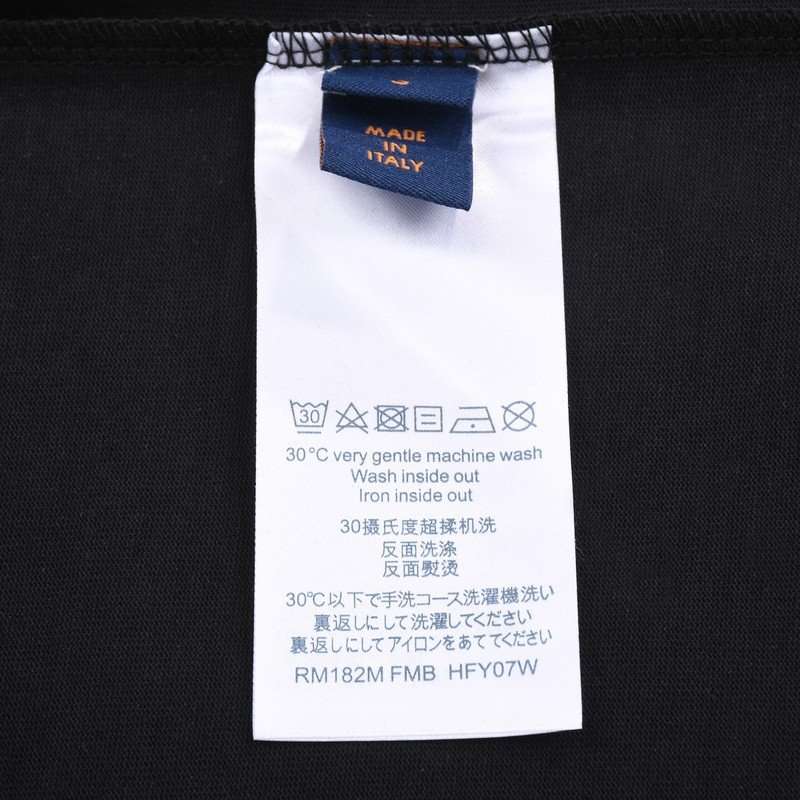 MADE
IN
ITALY
30
30°C very gentle machine wash
Wash inside out
Iron inside out
30摄氏度超揉机洗
反面洗涤
反面熨烫
30℃以下で手洗コース洗濯機洗い
裏返しにして洗濯してください
裏返しにしてアイロンをあててください
RM182M FMB HFY07W